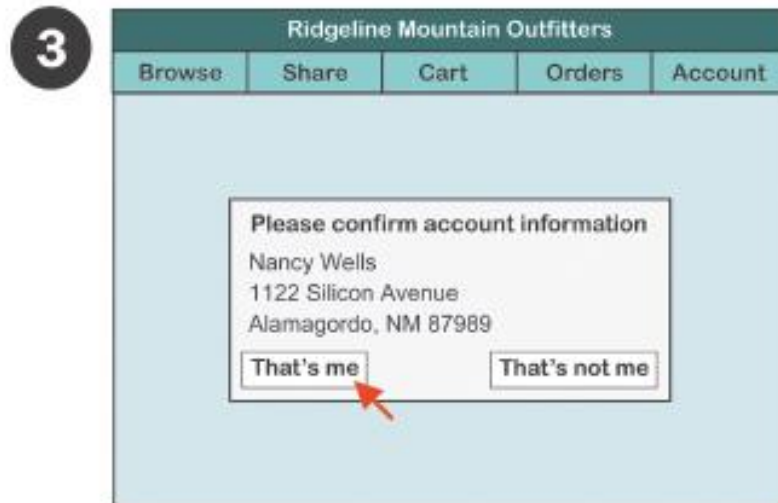 3
Ridgeline Mountain Outfitters
Browse Share Cart Orders Account
Please confirm account information
Nancy Wells
1122 Silicon Avenue
Alamagordo, NM 87989
That's me That's not me